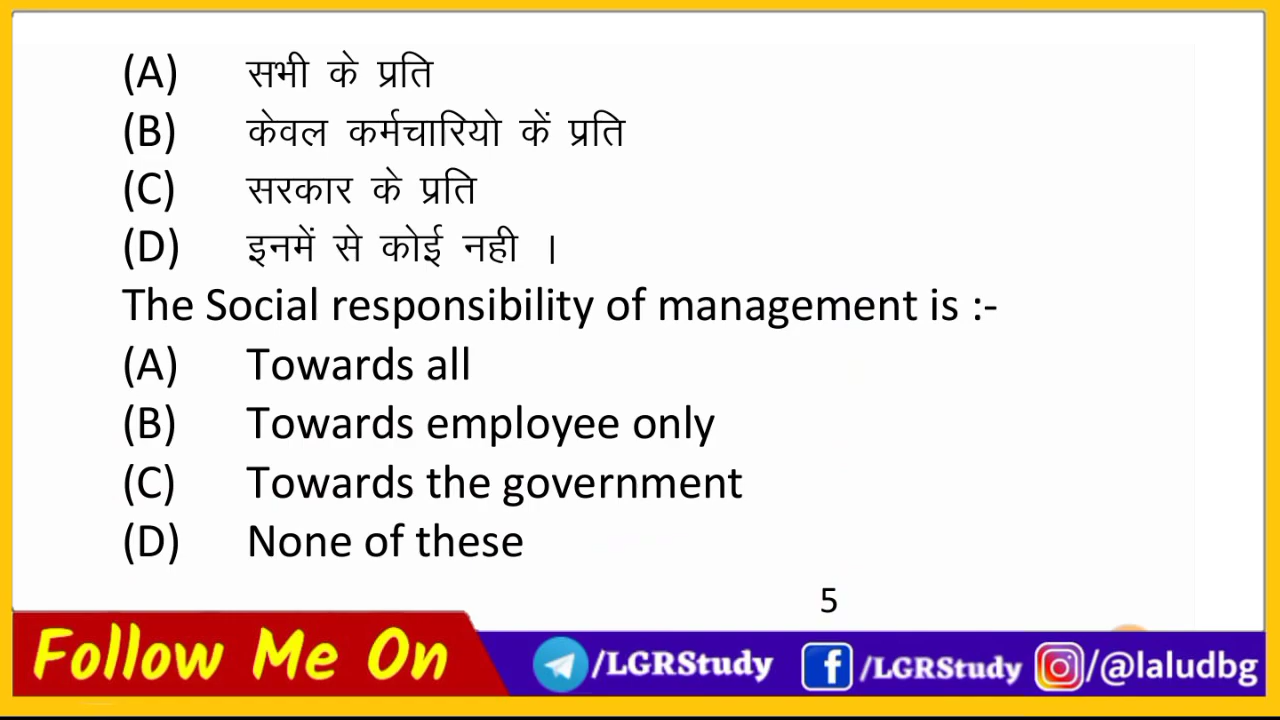 (A) सभी के प्रति
(B) केवल कर्मचारियो कें प्रति
(C) सरकार के प्रति
(D) इनमें से कोई नही ।
The Social responsibility of management is :-
(A) Towards all
(B) Towards employee only
(C) Towards the government
(D) None of these
5
Follow Me On /LGRStudy /LGRStudy /@laludbg